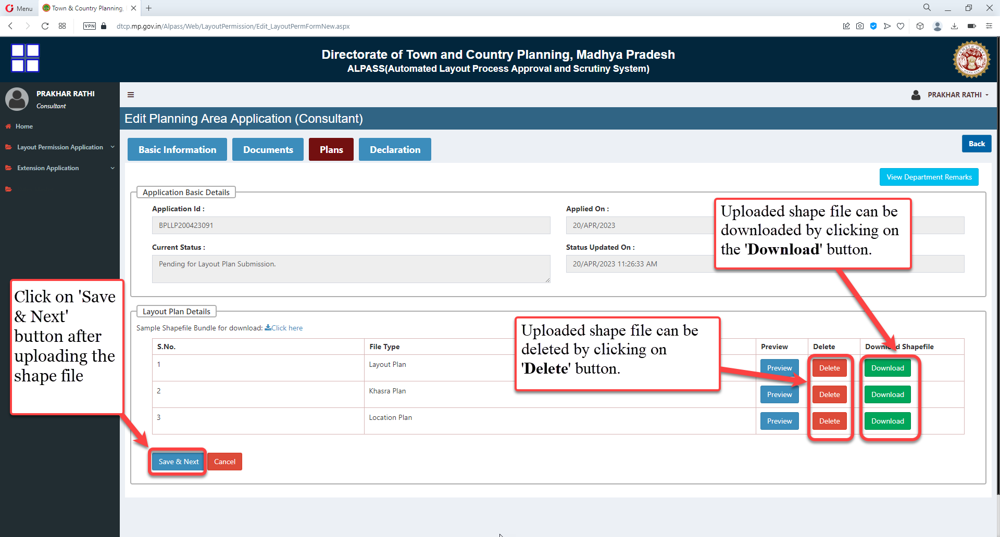 Menu
Town & Country Planning,
VPN
dtcp.mp.gov.in/Alpass/Web/LayoutPermission/Edit_LayoutPermFormNew.aspx
Directorate of Town and Country Planning, Madhya Pradesh
ALPASS(Automated Layout Process Approval and Scrutiny System)
PRAKHAR RATHI
Consultant
PRAKHAR RATHI
Home
Layout Permission Application
Extension Application
Edit Planning Area Application (Consultant)
Basic Information
Documents
Plans
Declaration
Back
View Department Remarks
Application Basic Details
Application Id :
BPLLP200423091
Applied On :
20/APR/2023
Current Status :
Pending for Layout Plan Submission.
Status Updated On :
20/APR/2023 11:26:33 AM
Uploaded shape file can be
downloaded by clicking on
the 'Download' button.
Click on 'Save
& Next'
button after
uploading the
shape file
Layout Plan Details
Sample Shapefile Bundle for download: Click here
Uploaded shape file can be
deleted by clicking on
'Delete' button.
S.No. File Type Preview Delete Download Shapefile
1 Layout Plan Preview Delete Download
2 Khasra Plan Preview Delete Download
3 Location Plan Preview Delete Download
Save & Next
Cancel